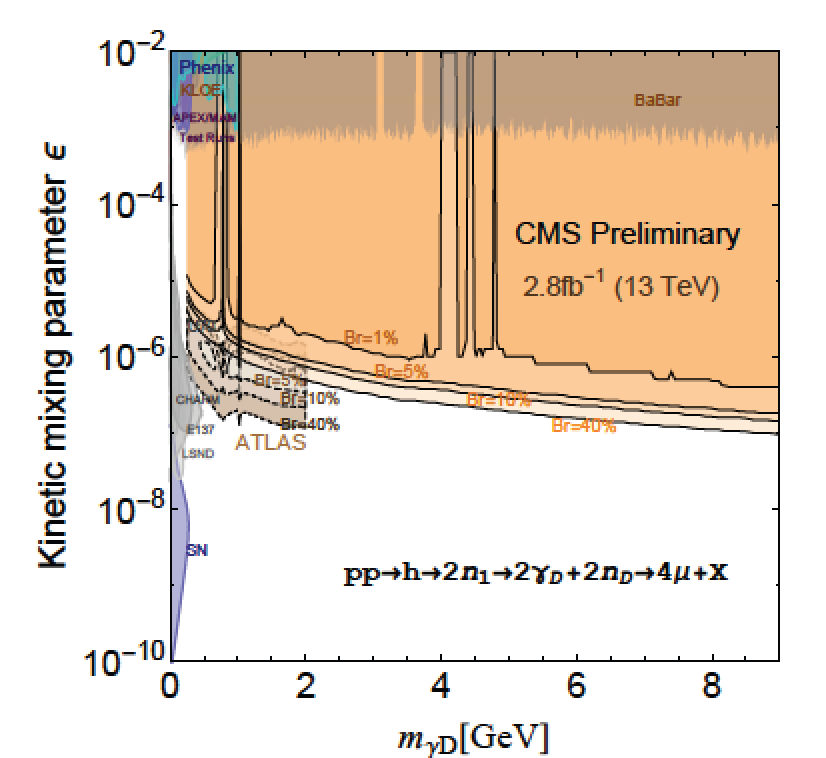 Kinetic mixing parameter ϵ
10⁻²
10⁻⁴
10⁻⁶
10⁻⁸
10⁻¹⁰
Phenix
KLOE
APEX/MAMI
Test Runs
BaBar
CMS Preliminary
2.8fb⁻¹ (13 TeV)
Br=1%
Br=5%
Br=10%
Br=40%
Br=5%
Br=10%
Br=40%
ATLAS
CHARM
E137
LSND
SN
pp→h→2n₁→2γ_D+2n_D→4μ+X
0 2 4 6 8
m_γD[GeV]